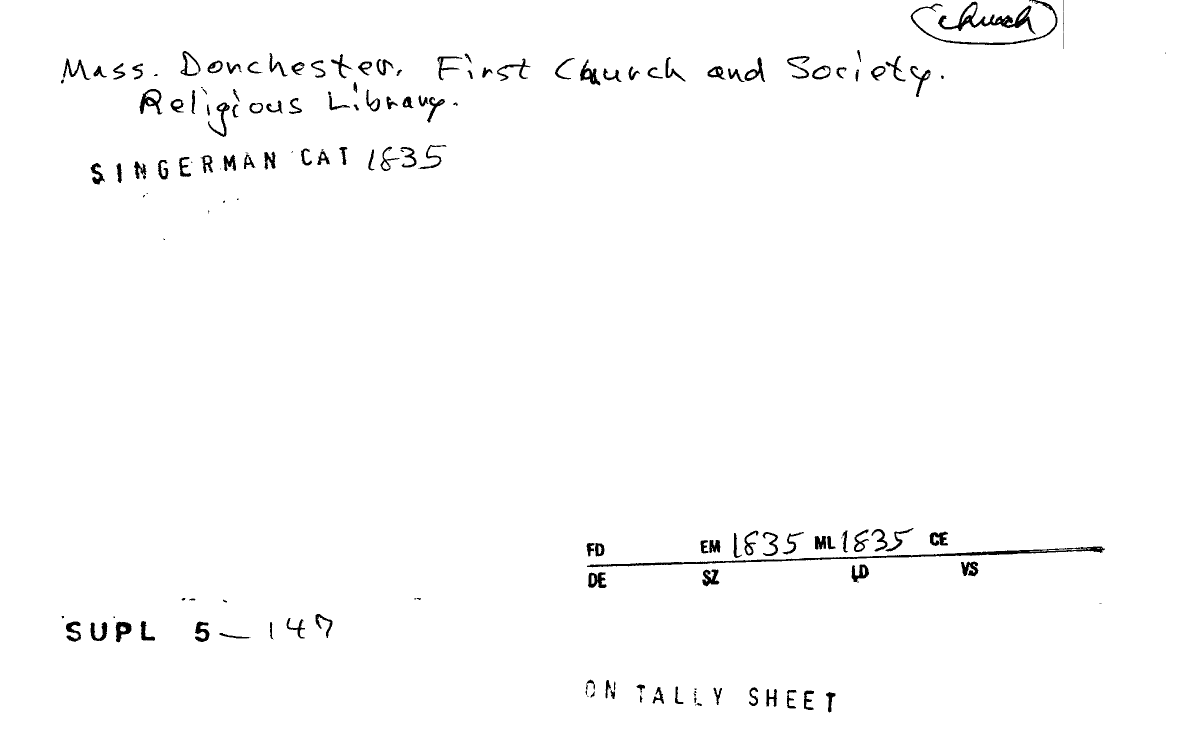 church
Mass. Dorchester. First Church and Society.
Religious Library.
SINGERMAN CAT 1835
FD EM 1835 ML 1835 CE
DE SZ LD VS
SUPL 5-147
ON TALLY SHEET